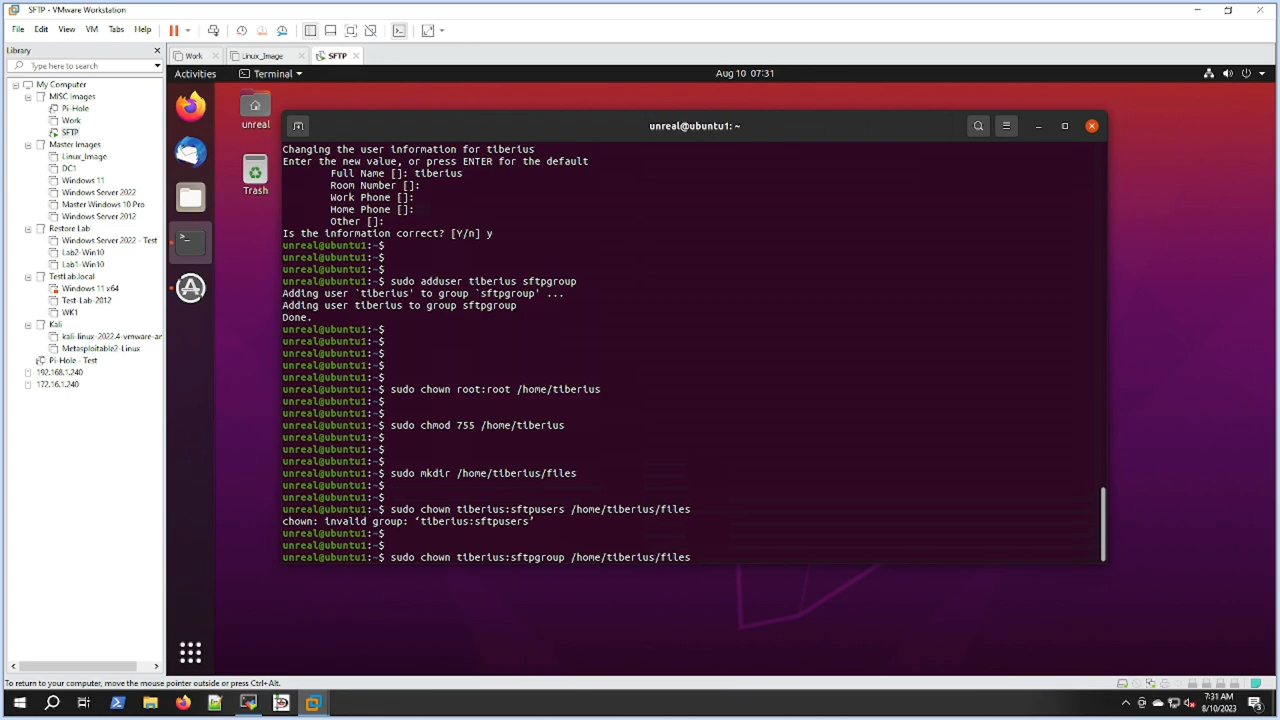 SFTP - VMware Workstation
File Edit View VM Tabs Help
Library
Type here to search
My Computer
MISC Images
Pi-Hole
Work
SFTP
Master Images
Linux_Image
DC1
Windows 11
Windows Server 2022
Master Windows 10 Pro
Windows Server 2012
Restore Lab
Windows Server 2022 - Test
Lab2-Win10
Lab1-Win10
TestLab.local
Windows 11 x64
Test-Lab-2012
WK1
Kali
kali-linux-2022.4-vmware-ar
Metasploitable2-Linux
Pi-Hole - Test
192.168.1.240
172.16.1.240
Work Linux_Image SFTP
Activities Terminal Aug 10 07:31
unreal
Trash
unreal@ubuntu1: ~
Changing the user information for tiberius
Enter the new value, or press ENTER for the default
Full Name []: tiberius
Room Number []:
Work Phone []:
Home Phone []:
Other []:
Is the information correct? [Y/n] y
unreal@ubuntu1:~$
unreal@ubuntu1:~$
unreal@ubuntu1:~$
unreal@ubuntu1:~$ sudo adduser tiberius sftpgroup
Adding user `tiberius' to group `sftpgroup' ...
Adding user tiberius to group sftpgroup
Done.
unreal@ubuntu1:~$
unreal@ubuntu1:~$
unreal@ubuntu1:~$
unreal@ubuntu1:~$
unreal@ubuntu1:~$
unreal@ubuntu1:~$ sudo chown root:root /home/tiberius
unreal@ubuntu1:~$
unreal@ubuntu1:~$
unreal@ubuntu1:~$ sudo chmod 755 /home/tiberius
unreal@ubuntu1:~$
unreal@ubuntu1:~$
unreal@ubuntu1:~$
unreal@ubuntu1:~$ sudo mkdir /home/tiberius/files
unreal@ubuntu1:~$
unreal@ubuntu1:~$
unreal@ubuntu1:~$ sudo chown tiberius:sftpusers /home/tiberius/files
chown: invalid group: ‘tiberius:sftpusers’
unreal@ubuntu1:~$
unreal@ubuntu1:~$
unreal@ubuntu1:~$ sudo chown tiberius:sftpgroup /home/tiberius/files
To return to your computer, move the mouse pointer outside or press Ctrl+Alt.
7:31 AM
8/10/2023